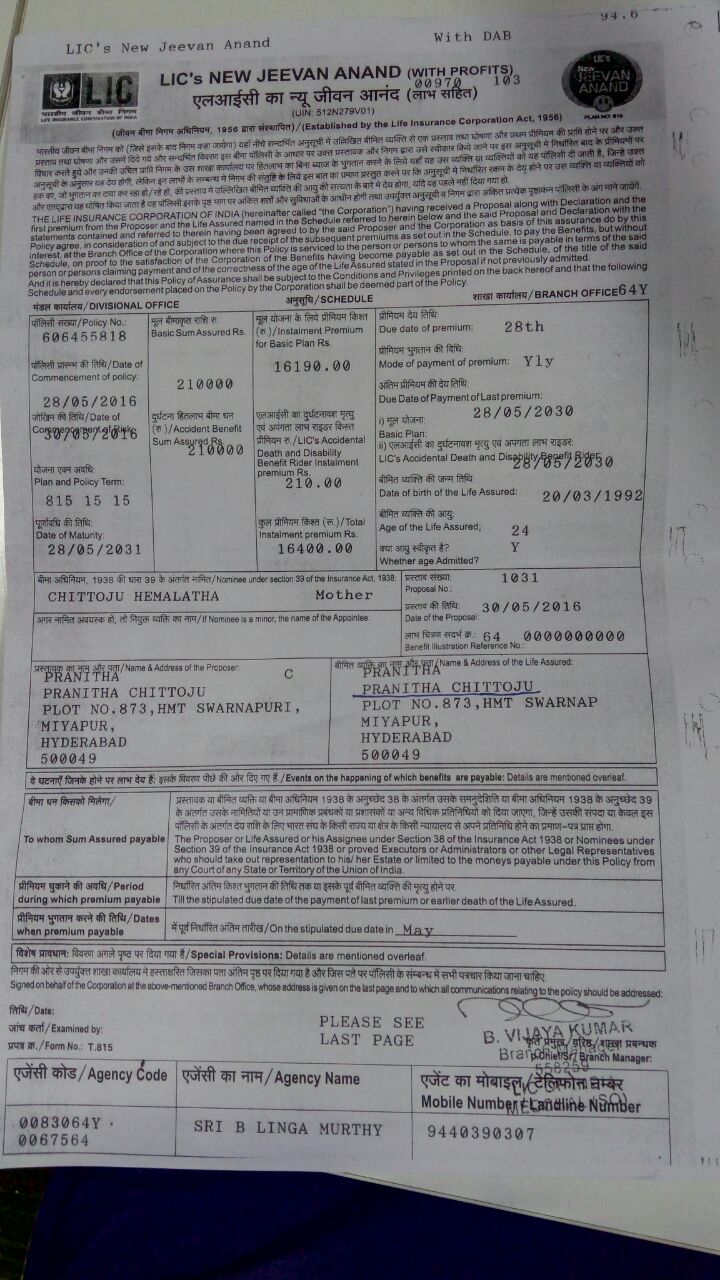 94.6
LIC's New Jeevan Anand
With DAB
LIC
भारतीय जीवन बीमा निगम
LIFE INSURANCE CORPORATION OF INDIA
LIC's NEW JEEVAN ANAND (WITH PROFITS)
00970 103
एलआईसी का न्यू जीवन आनंद (लाभ सहित)
(UIN: 512N279V01)
LIC's
New
JEEVAN
ANAND
PLAN NO: 815
(जीवन बीमा निगम अधिनियम, 1956 द्वारा स्थापित)/(Established by the Life Insurance Corporation Act, 1956)
THE LIFE INSURANCE CORPORATION OF INDIA (hereinafter called "the Corporation) having received a Proposal along with Declaration and the
first premium from the Proposer and the Life Assured named in the Schedule referred to herein below and the said Proposal and Declaration with the
statements contained and referred to therein having been agreed to by the said Proposer and the Corporation as basis of this assurance do by this
Policy agree, in consideration of and subject to the due receipt of the subsequent premiums as set out in the Schedule, to pay the Benefits, but without
interest, at the Branch Office of the Corporation where this Policy is serviced to the person or persons to whom the same is payable in terms of the said
Schedule, on proof to the satisfaction of the Corporation of the Benefits having become payable as set out in the Schedule, of the title of the said
person or persons claiming payment and of the correctness of the age of the Life Assured stated in the Proposal if not previously admitted.
And it is hereby declared that this Policy of Assurance shall be subject to the Conditions and Privileges printed on the back hereof and that the following
Schedule and every endorsement placed on the Policy by the Corporation shall be deemed part of the Policy.
मंडल कार्यालय/DIVISIONAL OFFICE
अनुसूची/SCHEDULE
शाखा कार्यालय/BRANCH OFFICE 64Y
पॉलिसी संख्या/Policy No.:
606455818
पॉलिसी प्रारम्भ की तिथि/Date of
Commencement of policy:
28/05/2016
जोखिम की तिथि/Date of
Commencement of Risk:
30/05/2016
योजना एवम अवधि:
Plan and Policy Term:
815 15 15
पूर्णावधि की तिथि:
Date of Maturity:
28/05/2031
मूल बीमाकृत राशि रु.
Basic Sum Assured Rs.
210000
दुर्घटना हितलाभ बीमा धन
(रु.)/Accident Benefit
Sum Assured Rs.
210000
मूल योजना के लिये प्रीमियम किश्त
(रु.)/Instalment Premium
for Basic Plan Rs.
16190.00
एलआईसी का दुर्घटनावश मृत्यु
एवं अपगता लाभ राइडर किस्त
प्रीमियम रु./LIC's Accidental
Death and Disability
Benefit Rider Instalment
premium Rs.
210.00
कुल प्रीमियम किश्त (रू.)/Total
Instalment premium Rs.
16400.00
प्रीमियम देय तिथि:
Due date of premium: 28th
प्रीमियम भुगतान की विधि:
Mode of payment of premium: Yly
अंतिम प्रीमियम की देय तिथि:
Due Date of Payment of Last premium:
28/05/2030
i) मूल योजना:
Basic Plan:
ii) एलआईसी का दुर्घटनावश मृत्यु एवं अपगता लाभ राइडर:
LIC's Accidental Death and Disability Benefit Rider
28/05/2030
बीमित व्यक्ति की जन्म तिथि:
Date of birth of the Life Assured: 20/03/1992
बीमित व्यक्ति की आयु:
Age of the Life Assured; 24
क्या आयु स्वीकृत है? Y
Whether age Admitted?
बीमा अधिनियम, 1938 की धारा 39 के अंतर्गत नामित/Nominee under section 39 of the Insurance Act, 1938:
CHITTOJU HEMALATHA Mother
अगर नामित अवयस्क हो, तो नियुक्त व्यक्ति का नाम/If Nominee is a minor, the name of the Appointee:
प्रस्ताव संख्या: 1031
Proposal No.:
प्रस्ताव की तिथि: 30/05/2016
Date of the Proposal:
लाभ चित्रण संदर्भ क्र.: 64 0000000000
Benefit Illustration Reference No.:
प्रस्तावक का नाम और पता/Name & Address of the Proposer:
PRANITHA C
PRANITHA CHITTOJU
PLOT NO.873,HMT SWARNAPURI,
MIYAPUR,
HYDERABAD
500049
बीमित व्यक्ति का नाम और पता/Name & Address of the Life Assured:
PRANITHA
PRANITHA CHITTOJU
PLOT NO.873,HMT SWARNAP
MIYAPUR,
HYDERABAD
500049
वे घटनाएँ जिनके होने पर लाभ देय हैं: इसके विवरण पीछे की ओर दिए गए हैं /Events on the happening of which benefits are payable: Details are mentioned overleaf.
बीमा धन किसको मिलेगा/
To whom Sum Assured payable
प्रस्तावक या बीमित व्यक्ति या बीमा अधिनियम 1938 के अनुच्छेद 38 के अंतर्गत उसके समनुदेशिति या बीमा अधिनियम 1938 के अनुच्छेद 39
के अंतर्गत उसके नामितियों या उन प्रामाणिक प्रबंधकों या प्रशासकों या अन्य विधिक प्रतिनिधियों को दिया जाएगा, जिन्हें उसकी संपदा या केवल इस
पॉलिसी के अंतर्गत देय राशि के लिए भारत संघ के किसी राज्य या क्षेत्र के किसी न्यायालय से अपने प्रतिनिधि होने का प्रमाण-पत्र प्राप्त होगा.
The Proposer or Life Assured or his Assignee under Section 38 of the Insurance Act 1938 or Nominees under
Section 39 of the Insurance Act 1938 or proved Executors or Administrators or other Legal Representatives
who should take out representation to his/ her Estate or limited to the moneys payable under this Policy from
any Court of any State or Territory of the Union of India.
प्रीमियम चुकाने की अवधि/Period
during which premium payable
निर्धारित अंतिम किश्त भुगतान की तिथि तक या इसके पूर्व बीमित व्यक्ति की मृत्यु होने पर.
Till the stipulated due date of the payment of last premium or earlier death of the Life Assured.
प्रीमियम भुगतान करने की तिथि/Dates
when premium payable
में पूर्व निर्धारित अंतिम तारीख/On the stipulated due date in May
विशेष प्रावधान: विवरण अगले पृष्ठ पर दिया गया है/Special Provisions: Details are mentioned overleaf.
निगम की ओर से उपर्युक्त शाखा कार्यालय मे हस्ताक्षरित जिसका पता अंतिम पृष्ठ पर दिया गया है और जिस पते पर पॉलिसी के सम्बन्ध में सभी पत्रचार किया जाना चाहिए.
Signed on behalf of the Corporation at the above-mentioned Branch Office, whose address is given on the last page and to which all communications relating to the policy should be addressed:
तिथि/Date:
जांच कर्ता/Examined by:
प्रपत्र क्र./Form No.: T.815
PLEASE SEE
LAST PAGE
B. VIJAYA KUMAR
कृते प्रमुख/वरिष्ठ/शाखा प्रबन्धक
p.Chief/Sr./ Branch Manager:
एजेंसी कोड/Agency Code
0083064Y
0067564
एजेंसी का नाम/Agency Name
SRI B LINGA MURTHY
एजेंट का मोबाइल/टेलिफोन नम्बर
Mobile Number / Landline Number
9440390307